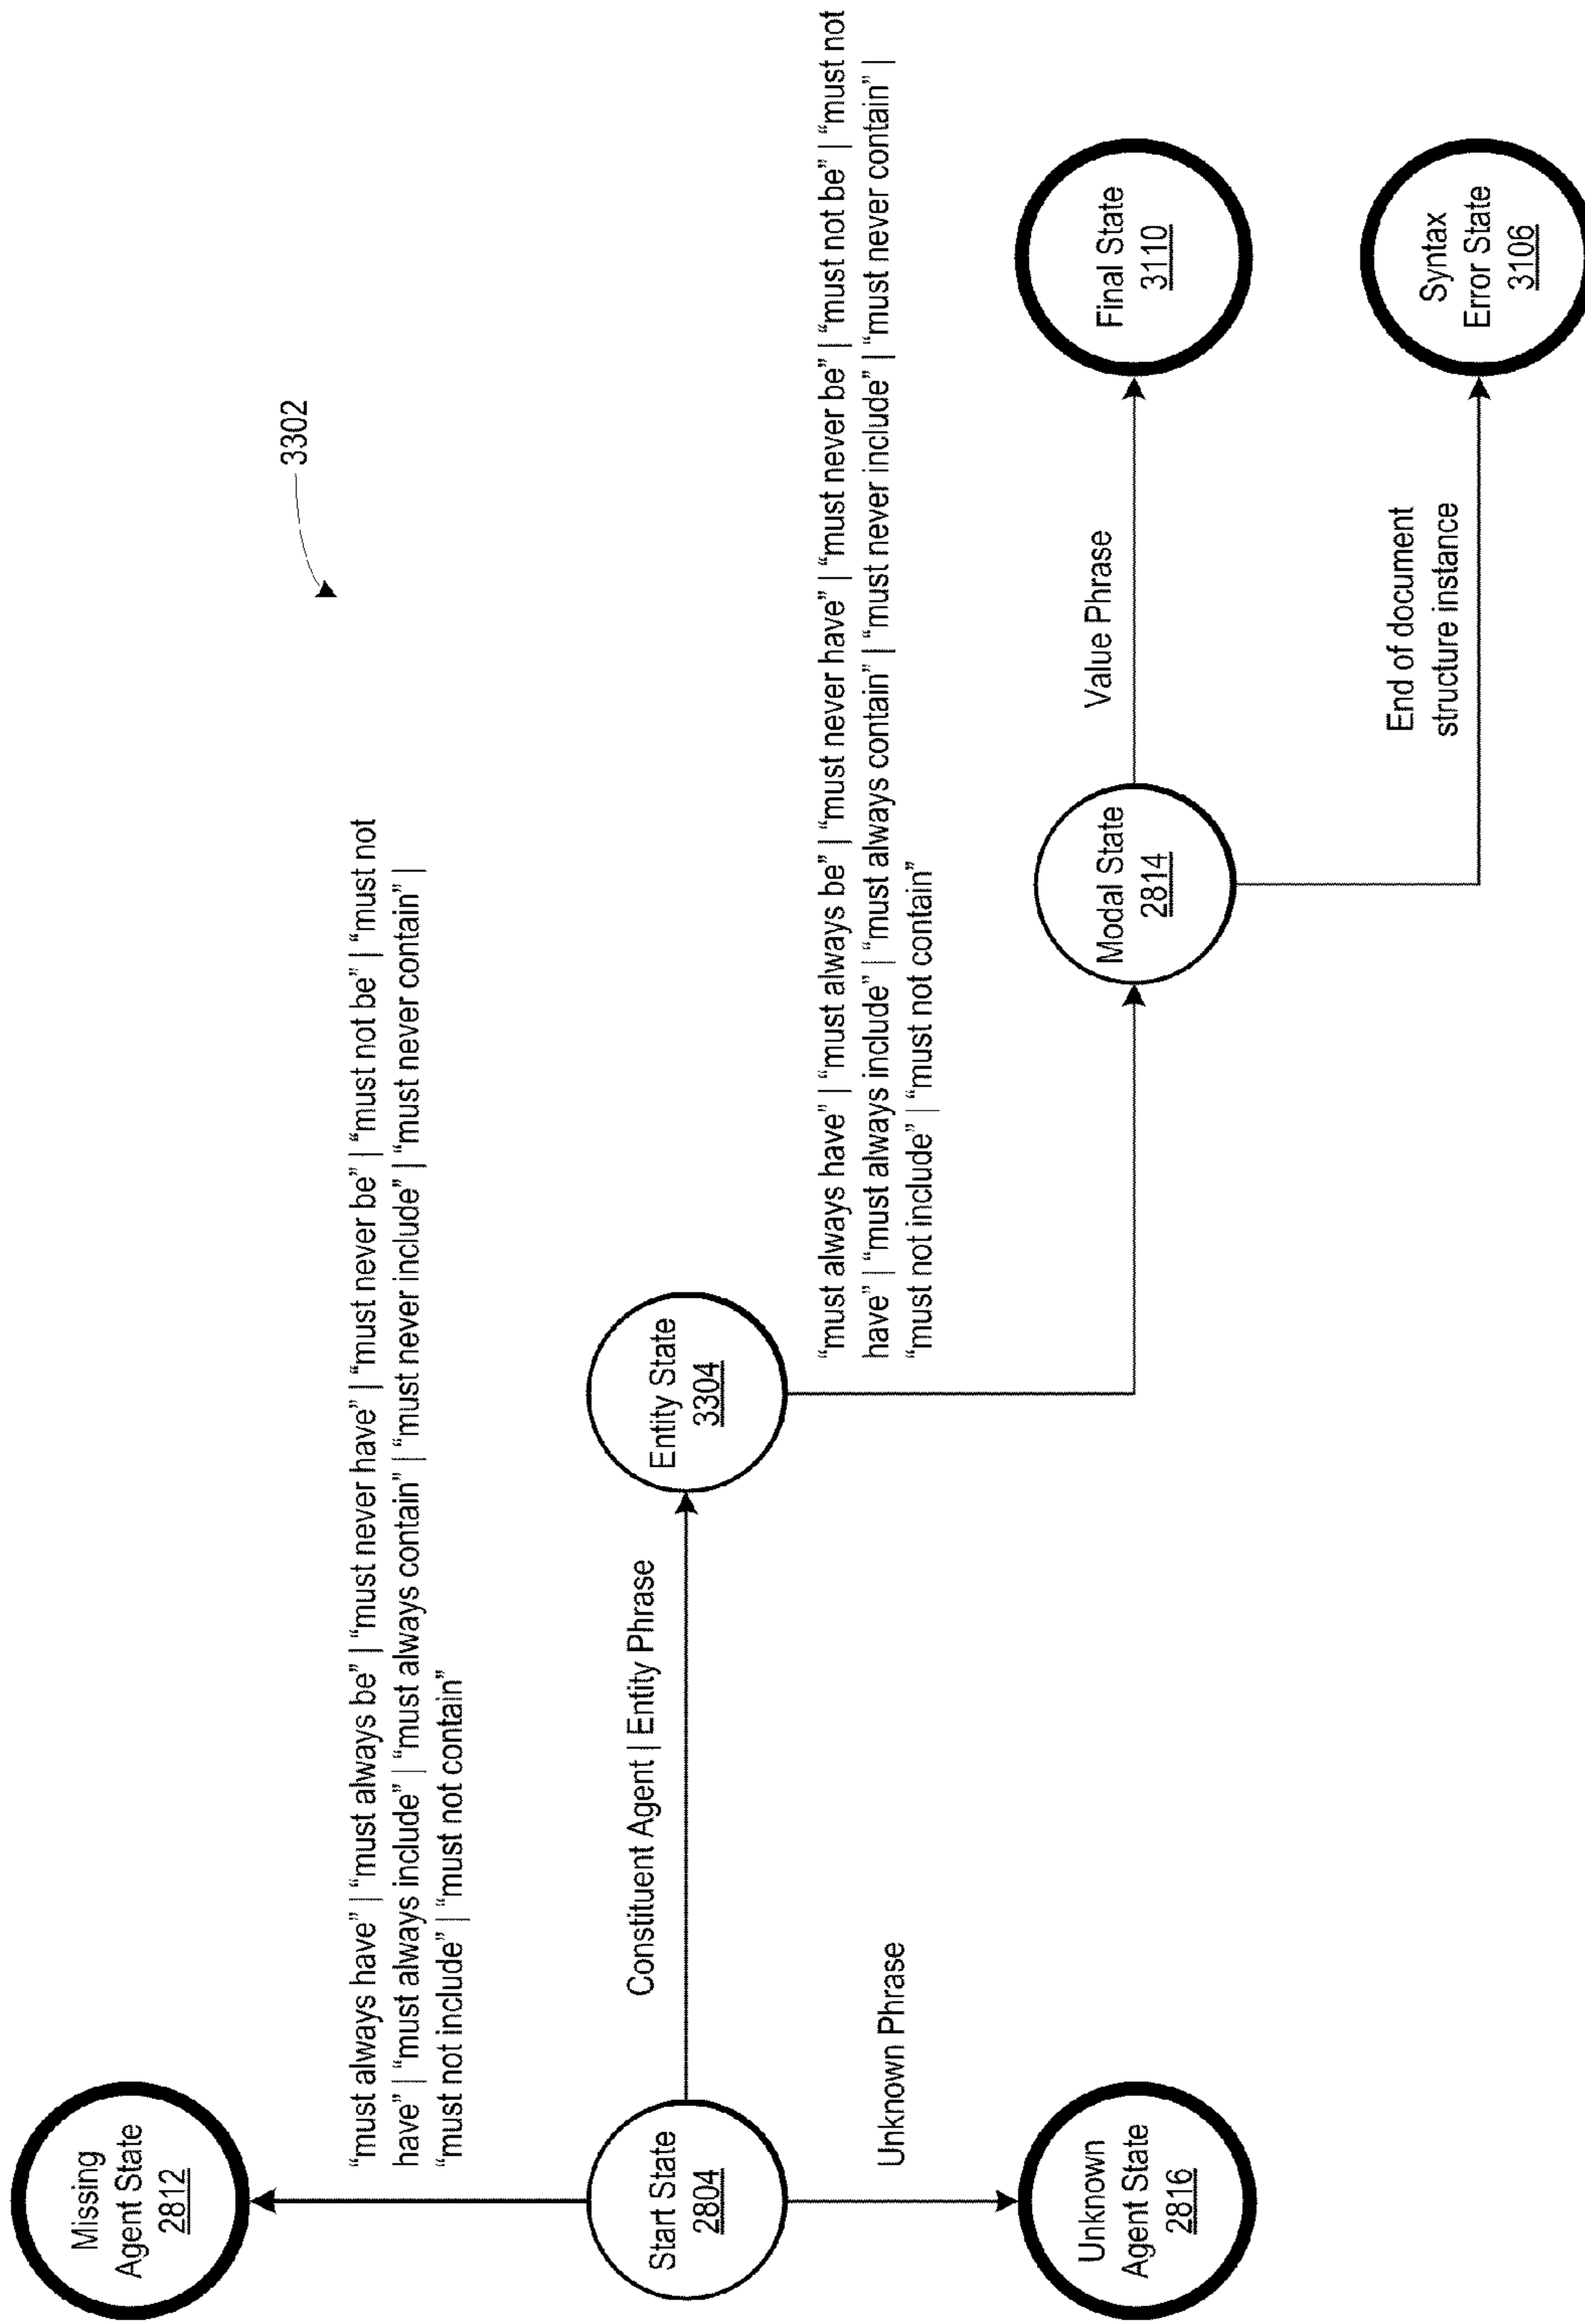 3302
Missing
Agent State
2812
“must always have” | “must always be” | “must never have” | “must never be” | “must not be” | “must not
have” | “must always include” | “must always contain” | “must never include” | “must never contain” |
“must not include” | “must not contain”
Start State
2804
Constituent Agent | Entity Phrase
Entity State
3304
Unknown Phrase
Unknown
Agent State
2816
“must always have” | “must always be” | “must never have” | “must never be” | “must not be” | “must not
have” | “must always include” | “must always contain” | “must never include” | “must never contain” |
“must not include” | “must not contain”
Modal State
2814
Value Phrase
Final State
3110
End of document
structure instance
Syntax
Error State
3106